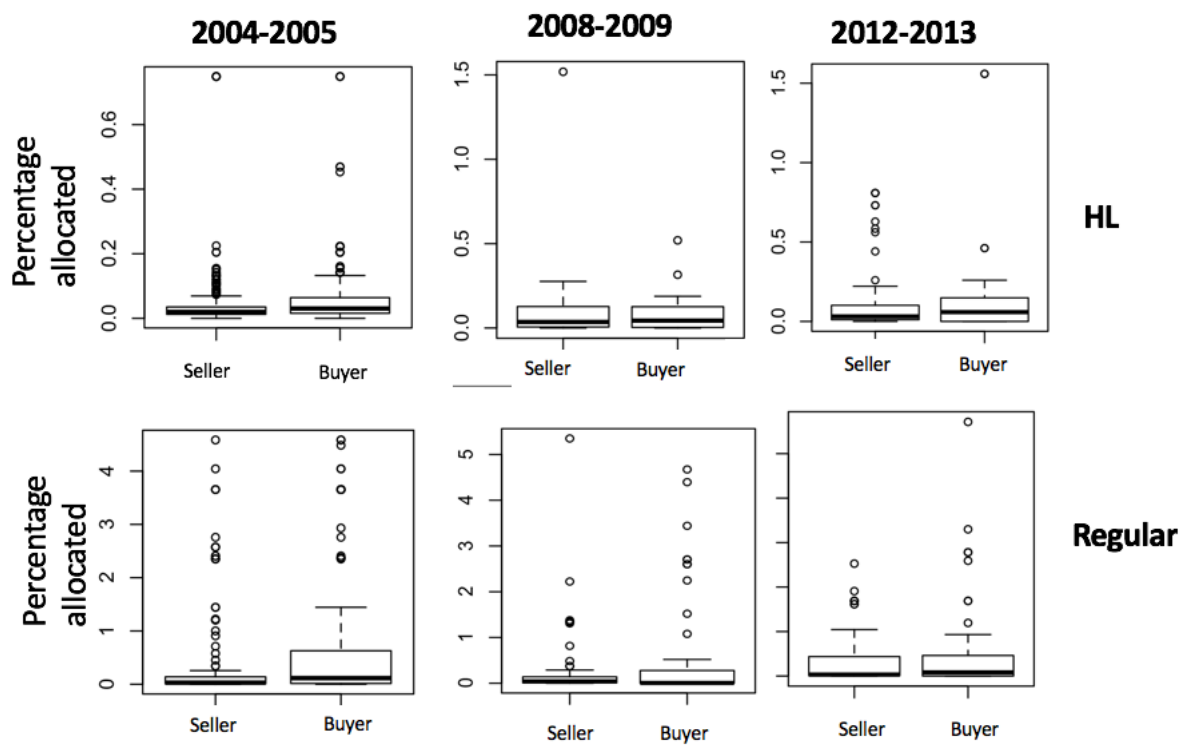 2004-2005
2008-2009
2012-2013
Percentage
allocated
0.0
0.2
0.4
0.6
Seller
Buyer
0.0
0.5
1.0
1.5
Seller
Buyer
0.0
0.5
1.0
1.5
Seller
Buyer
HL
Percentage
allocated
0
1
2
3
4
Seller
Buyer
0
1
2
3
4
5
Seller
Buyer
Seller
Buyer
Regular